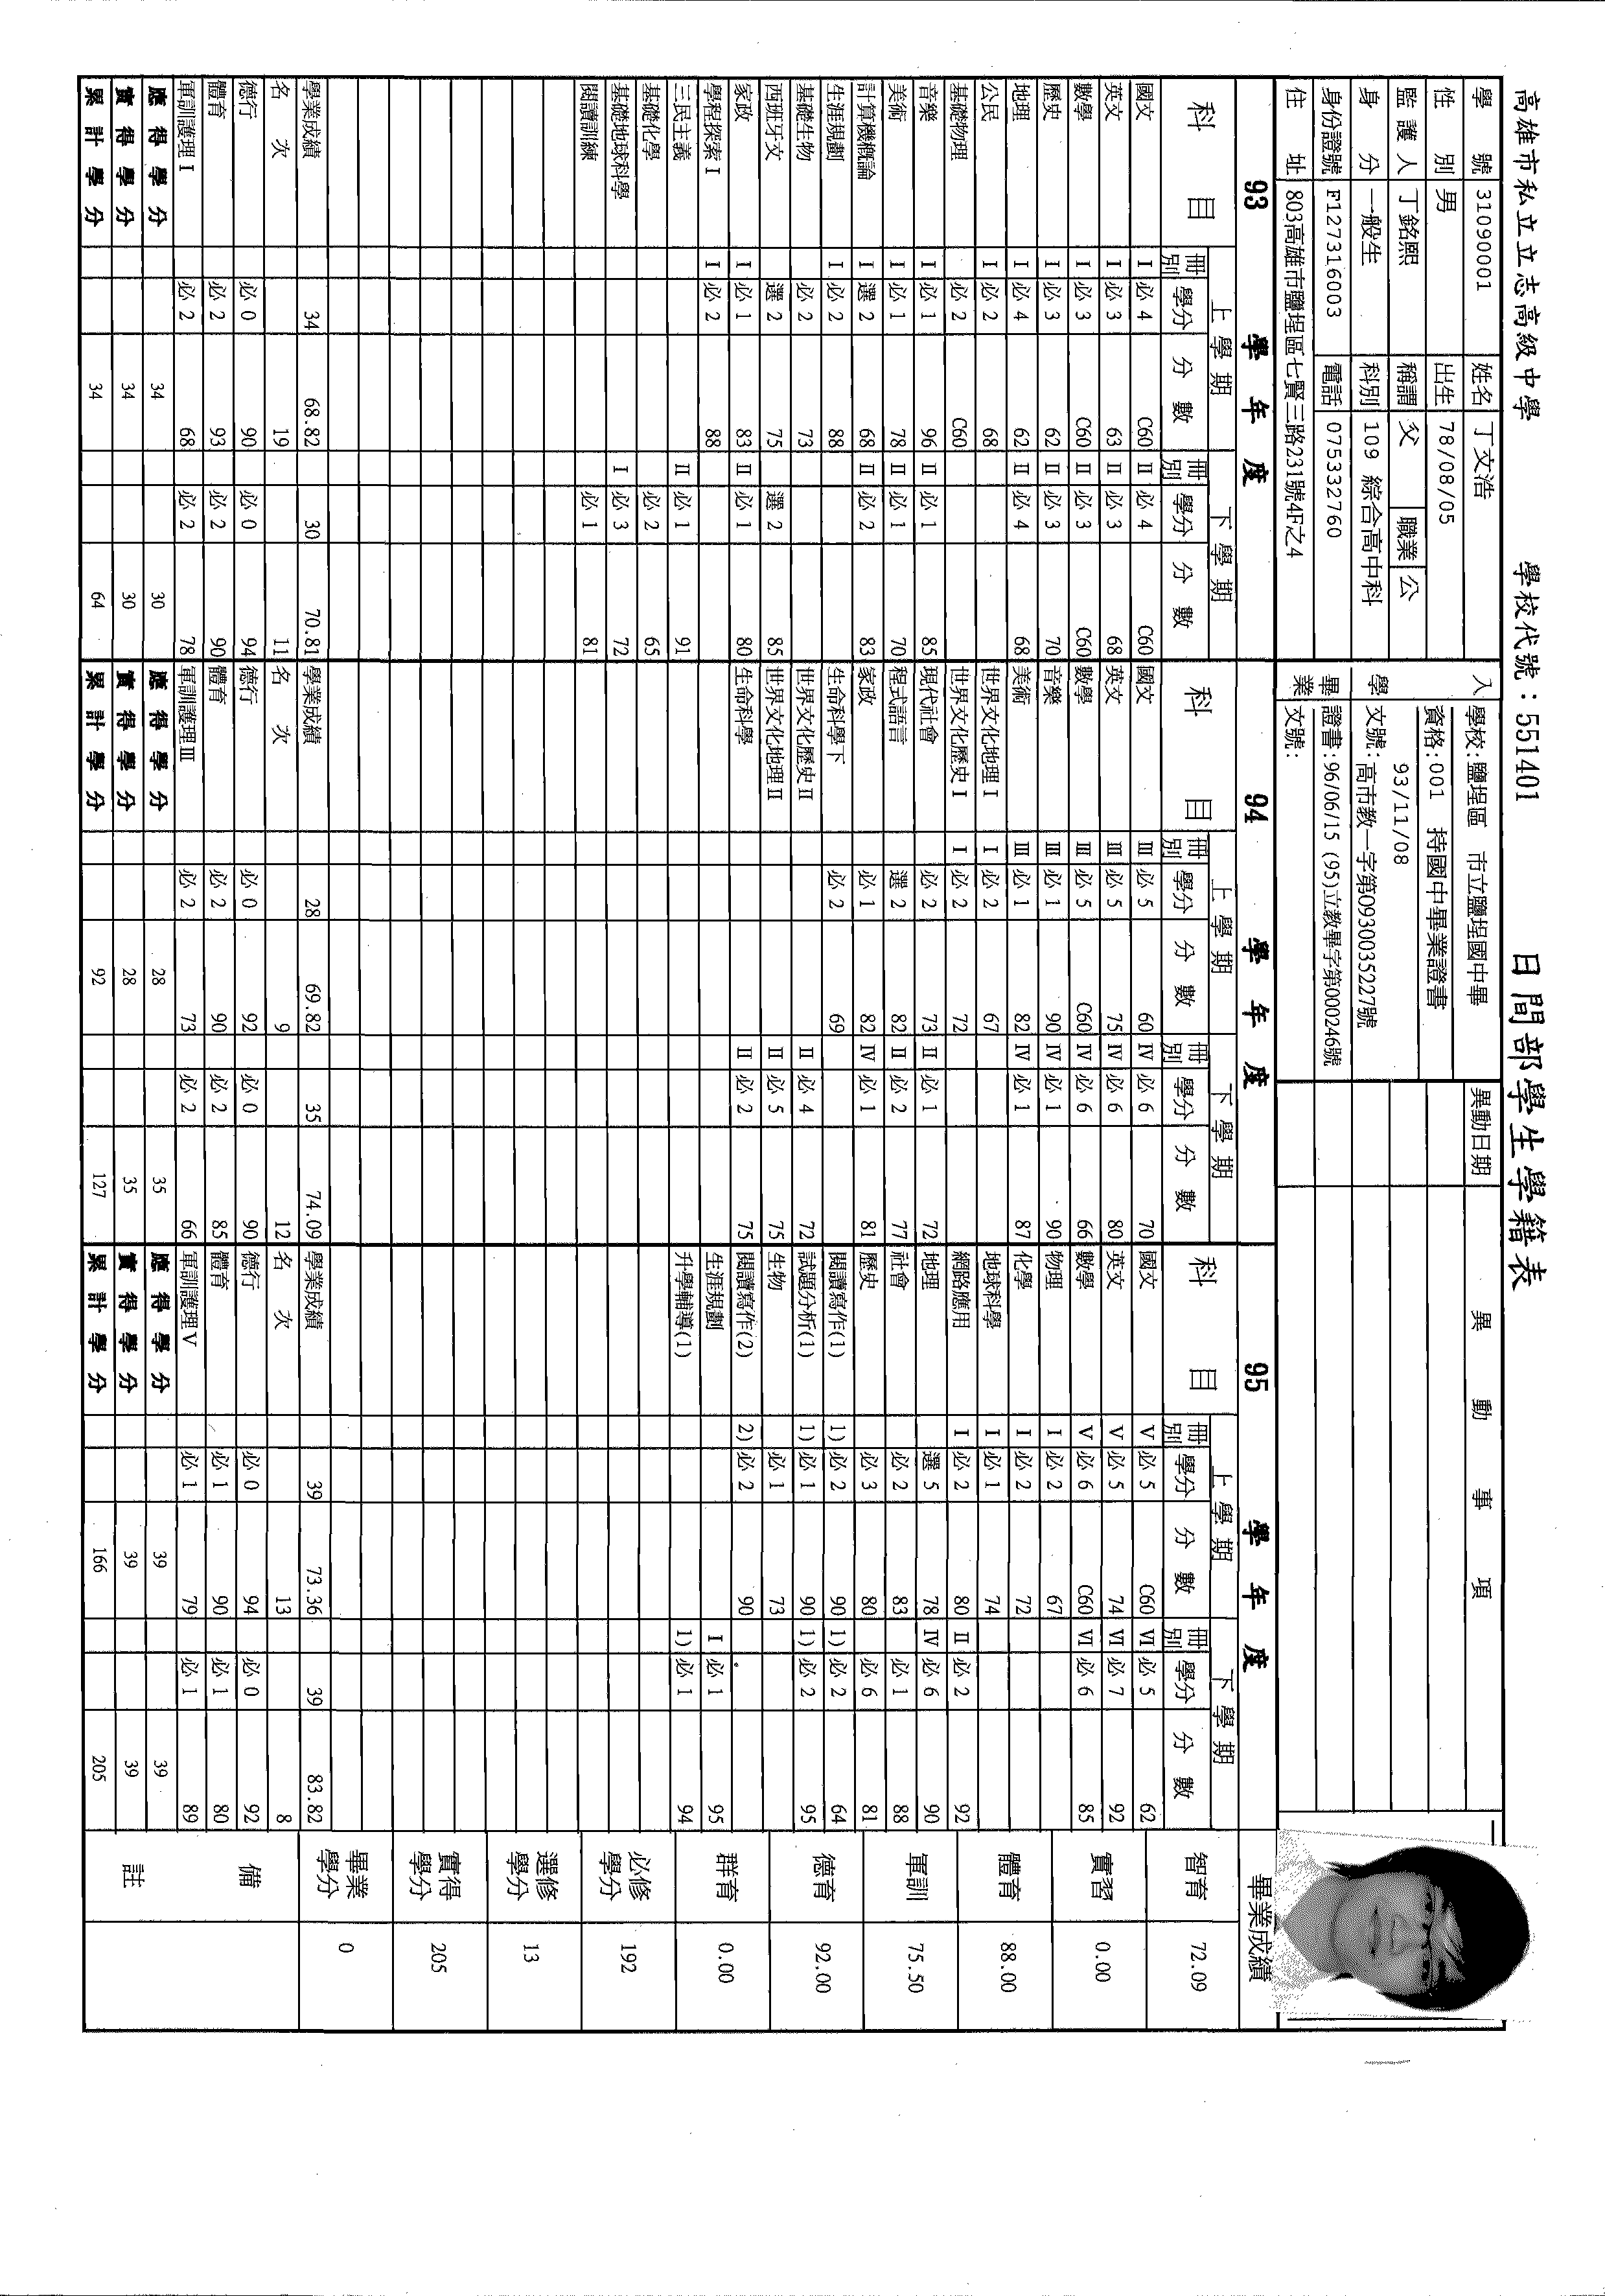 高雄市私立立志高級中學 學校代號：551401 日間部學生學籍表
學號 31090001 姓名 丁文浩
性別 男 出生 78/08/05
監護人 丁銘熙 稱謂 父 職業 公
身分 一般生 科別 109 綜合高中科
身份證號 F127316003 電話 075332760
住址 803高雄市鹽埕區七賢三路231號4F之4
入學 學校：鹽埕區 市立鹽埕國中畢
資格：001 持國中畢業證書
93/11/08
文號：高市教一字第0930035227號
畢業 證書：96/06/15 (95)立教畢字第000246號
文號：
異動日期 異動事項
93 學年度
科目 上學期 下學期
冊別 學分 分數 冊別 學分 分數
國文 I 必 4 C60 II 必 4 C60
英文 I 必 3 63 II 必 3 68
數學 I 必 3 C60 II 必 3 C60
歷史 I 必 3 62 II 必 3 70
地理 I 必 4 62 II 必 4 68
公民 I 必 2 68
基礎物理 必 2 C60
音樂 I 必 1 96 II 必 1 85
美術 I 必 1 78 II 必 1 70
計算機概論 I 選 2 68 II 必 2 83
生涯規劃 I 必 2 88
基礎生物 必 2 73
西班牙文 選 2 75 選 2 85
家政 I 必 1 83 II 必 1 80
學程探索 I I 必 2 88
三民主義 II 必 1 91
基礎化學 必 2 65
基礎地球科學 I 必 3 72
閱讀訓練 必 1 81
學業成績 34 68.82 30 70.81
名次 19 11
德行 必 0 90 必 0 94
體育 必 2 93 必 2 90
軍訓護理 I 必 2 68 必 2 78
應得學分 34 30
實得學分 34 30
累計學分 34 64
94 學年度
科目 上學期 下學期
冊別 學分 分數 冊別 學分 分數
國文 III 必 5 60 IV 必 6 70
英文 III 必 5 75 IV 必 6 80
數學 III 必 5 C60 IV 必 6 66
音樂 III 必 1 90 IV 必 1 90
美術 III 必 1 82 IV 必 1 87
世界文化地理 I I 必 2 67
世界文化歷史 I I 必 2 72
現代社會 必 2 73 II 必 1 72
程式語言 選 2 82 II 必 2 77
家政 必 1 82 IV 必 1 81
生命科學下 必 2 69
世界文化歷史 II II 必 4 72
世界文化地理 II II 必 5 75
生命科學 II 必 2 75
學業成績 28 69.82 35 74.09
名次 9 12
德行 必 0 92 必 0 90
體育 必 2 90 必 2 85
軍訓護理III 必 2 73 必 2 66
應得學分 28 35
實得學分 28 35
累計學分 92 127
95 學年度
科目 上學期 下學期
冊別 學分 分數 冊別 學分 分數
國文 V 必 5 C60 VI 必 5 62
英文 V 必 5 74 VI 必 7 92
數學 V 必 6 C60 VI 必 6 85
物理 I 必 2 67
化學 I 必 2 72
地球科學 I 必 1 74
網路應用 I 必 2 80 II 必 2 92
地理 選 5 78 IV 必 6 90
社會 必 2 83 必 1 88
歷史 必 3 80 必 6 81
閱讀寫作(1) 1) 必 2 90 1) 必 2 64
試題分析(1) 1) 必 1 90 1) 必 2 95
生物 必 1 73
閱讀寫作(2) 2) 必 2 90
生涯規劃 I 必 1 95
升學輔導(1) 1) 必 1 94
學業成績 39 73.36 39 83.82
名次 13 8
德行 必 0 94 必 0 92
體育 必 1 90 必 1 80
軍訓護理V 必 1 79 必 1 89
應得學分 39 39
實得學分 39 39
累計學分 166 205
畢業成績
智育 72.09
實習 0.00
體育 88.00
軍訓 75.50
德育 92.00
群育 0.00
必修學分 192
選修學分 13
實得學分 205
畢業學分 0
備註